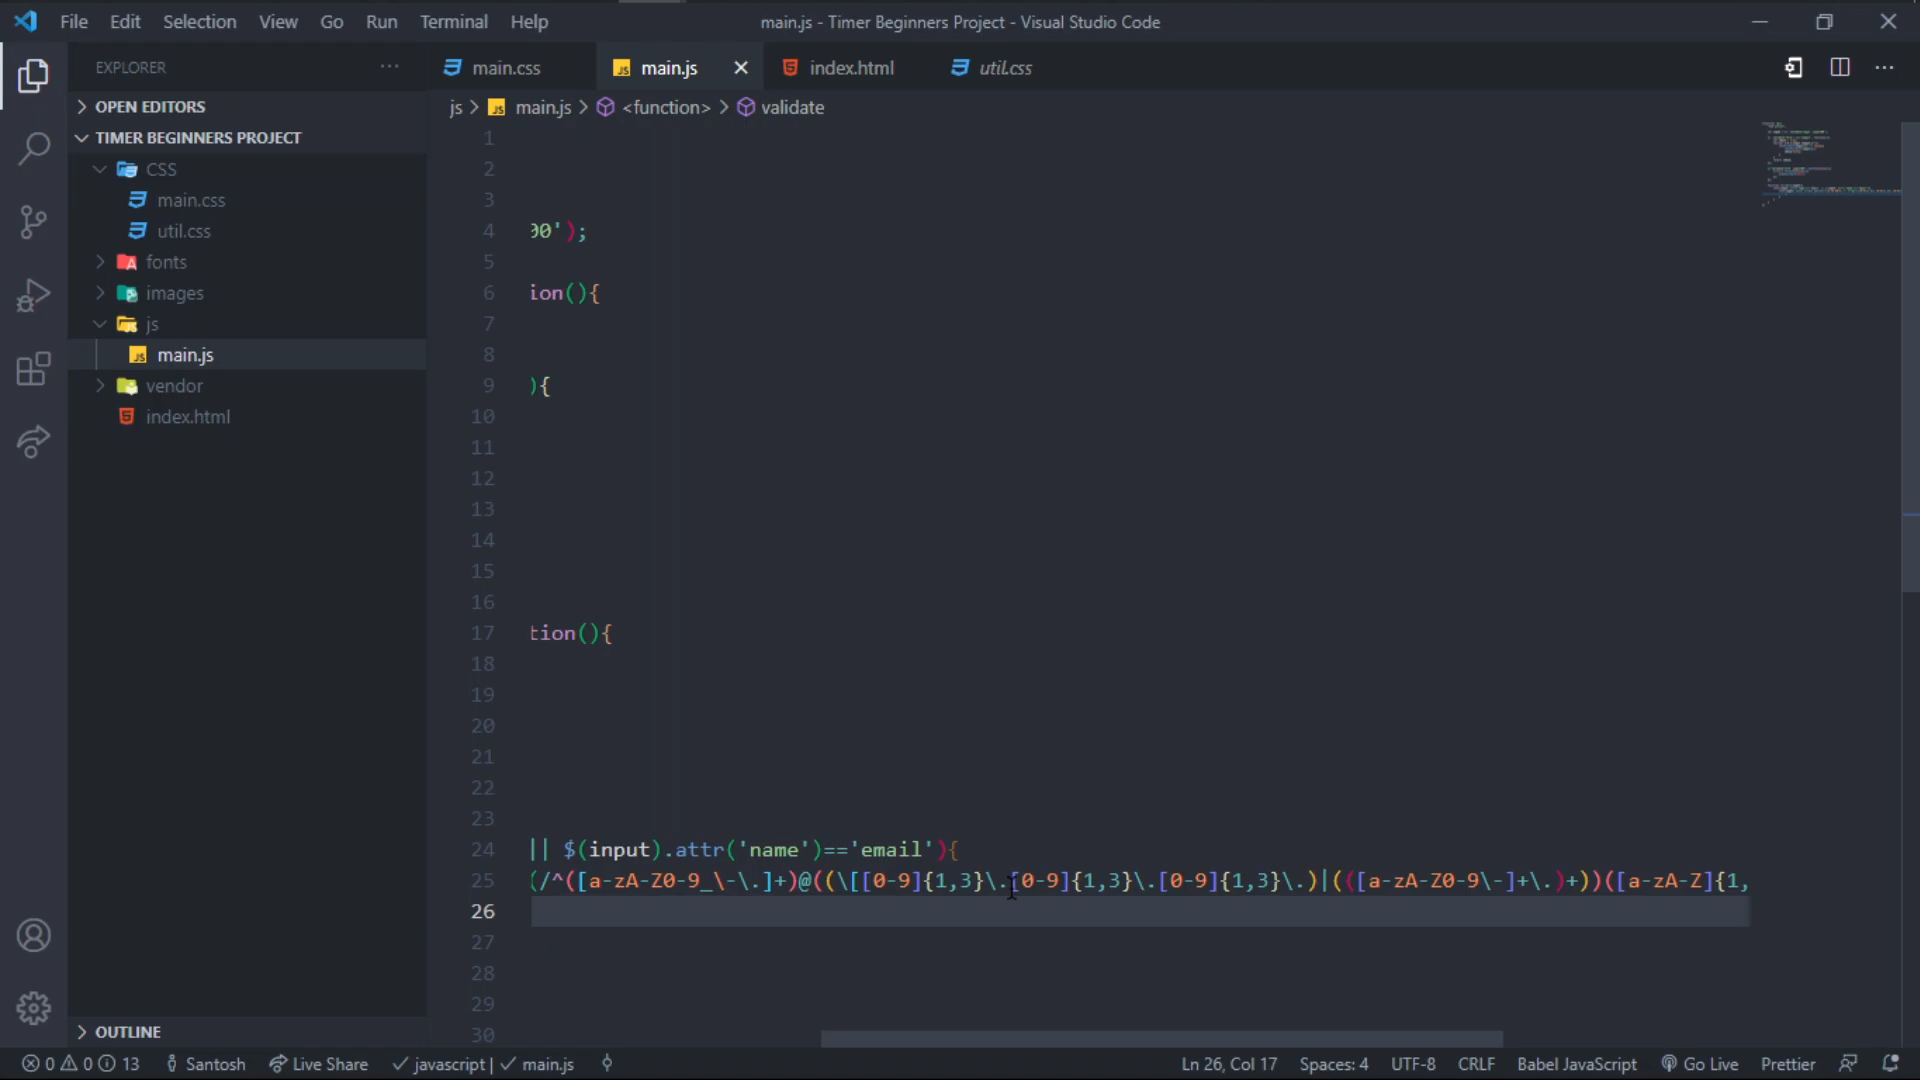 File Edit Selection View Go Run Terminal Help
main.js - Timer Beginners Project - Visual Studio Code
EXPLORER
main.css
main.js
index.html
util.css
OPEN EDITORS
js > main.js > <function> > validate
TIMER BEGINNERS PROJECT
CSS
main.css
util.css
fonts
images
js
main.js
vendor
index.html
OUTLINE
1
2
3
4 00');
5
6 ion(){
7
8
9 ){
10
11
12
13
14
15
16
17 tion(){
18
19
20
21
22
23
24 || $(input).attr('name')=='email'){
25 (/^([a-zA-Z0-9_\-\.]+)@((\[[0-9]{1,3}\.[0-9]{1,3}\.[0-9]{1,3}\.)|(([a-zA-Z0-9\-]+\.)+))([a-zA-Z]{1,
26
27
28
29
30
0 0 13 Santosh Live Share javascript | main.js Ln 26, Col 17 Spaces: 4 UTF-8 CRLF Babel JavaScript Go Live Prettier